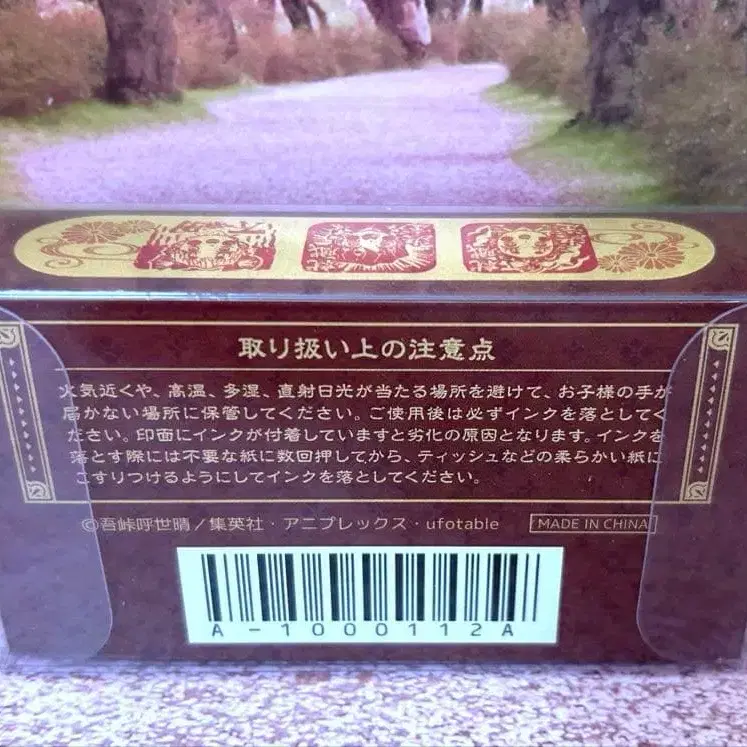 取り扱い上の注意点
火気近くや、高温、多湿、直射日光が当たる場所を避けて、お子様の手が
届かない場所に保管してください。ご使用後は必ずインクを落としてく
ださい。印面にインクが付着していますと劣化の原因となります。インクを
落とす際には不要な紙に数回押してから、ティッシュなどの柔らかい紙に
こすりつけるようにしてインクを落としてください。
©吾峠呼世晴／集英社・アニプレックス・ufotable MADE IN CHINA
A-1000112A